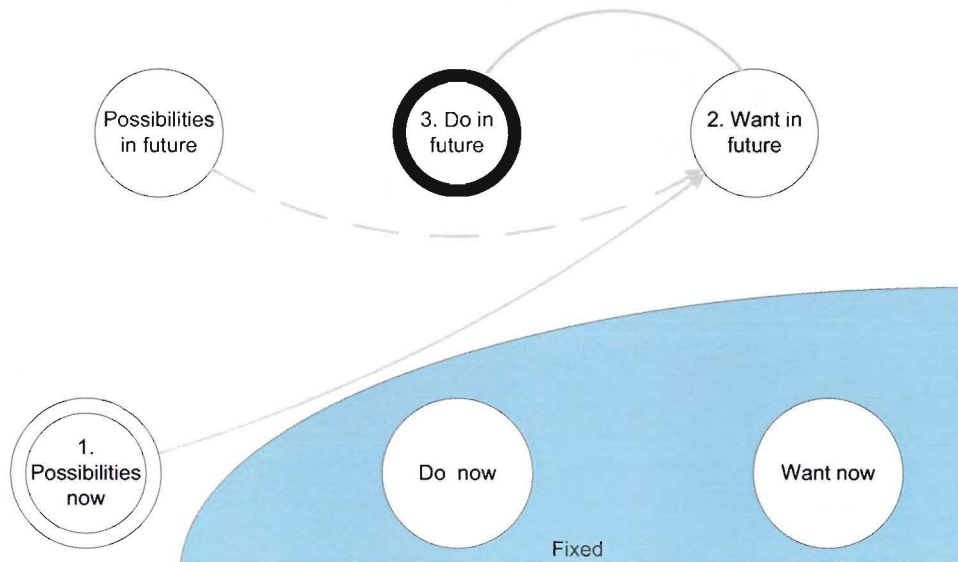 Possibilities
in future
3. Do in
future
2. Want in
future
1.
Possibilities
now
Do now
Want now
Fixed